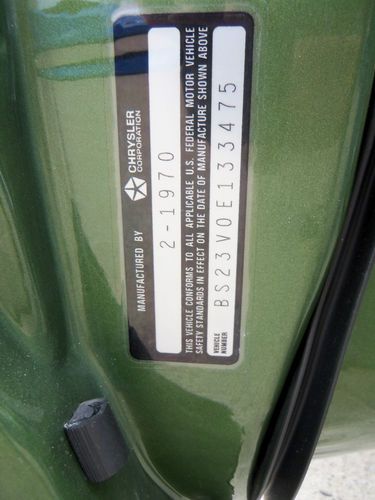 MANUFACTURED BY CHRYSLER CORPORATION
2-1970
THIS VEHICLE CONFORMS TO ALL APPLICABLE U.S. FEDERAL MOTOR VEHICLE
SAFETY STANDARDS IN EFFECT ON THE DATE OF MANUFACTURE SHOWN ABOVE
VEHICLE NUMBER BS23V0E133475